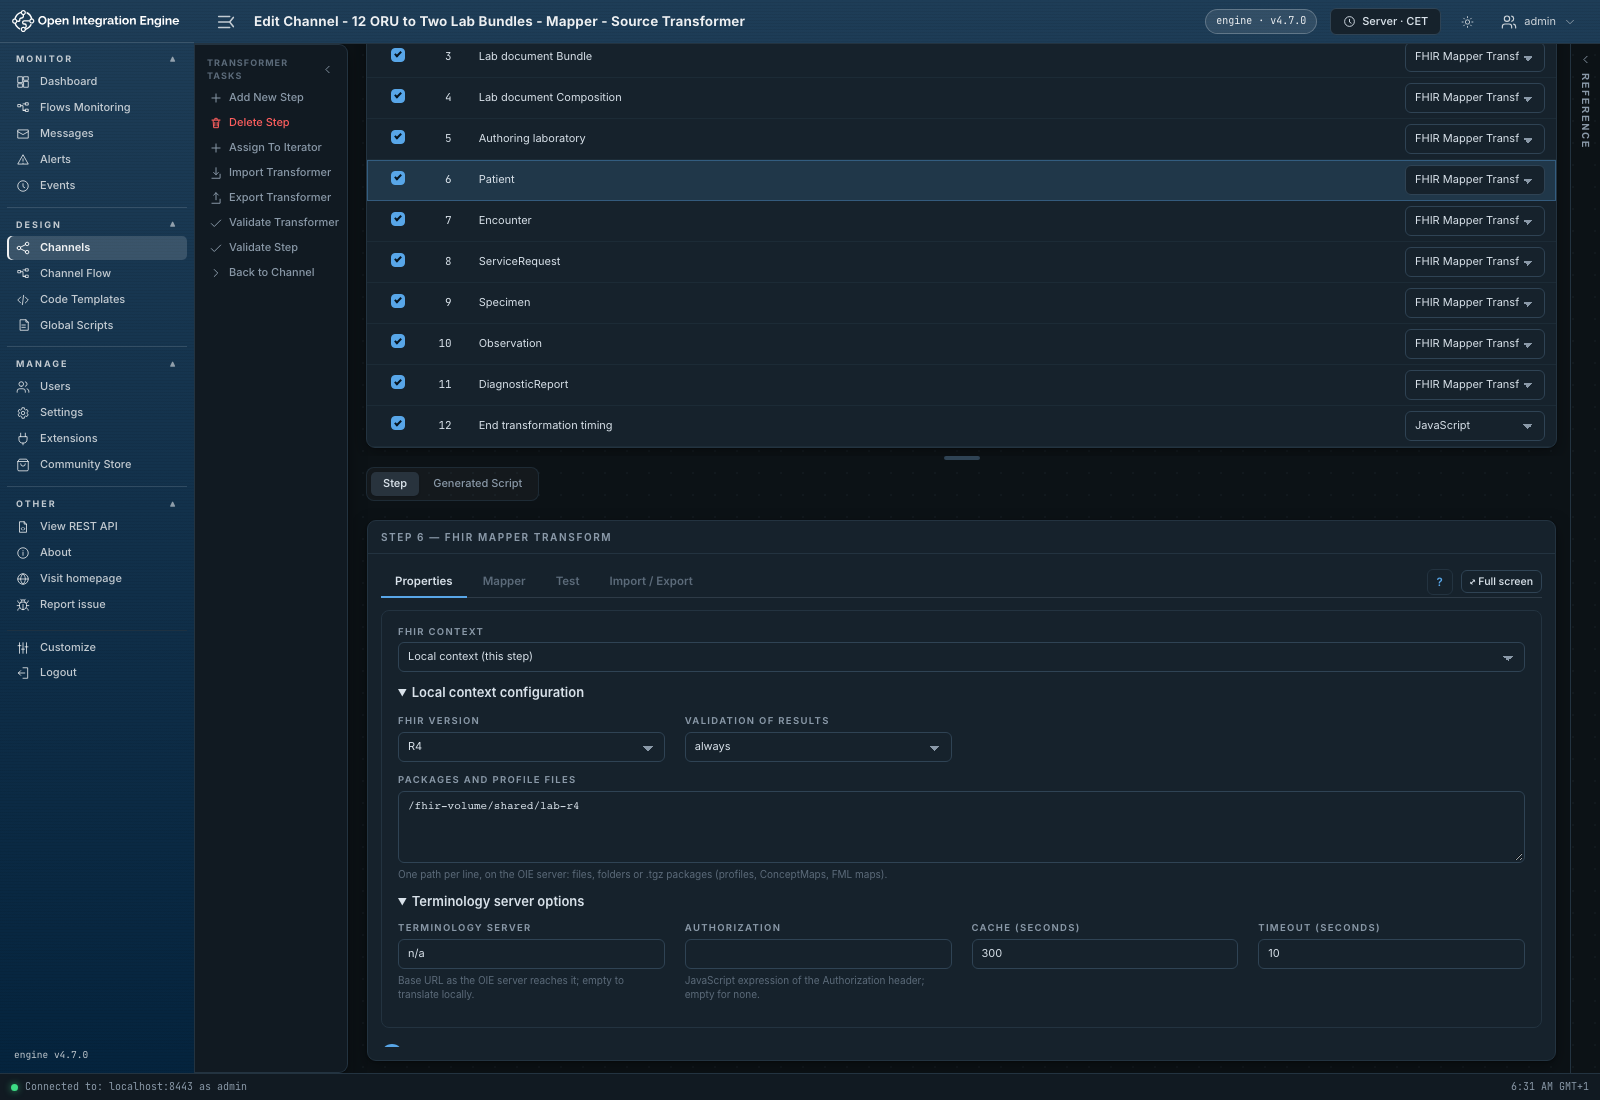 Open Integration Engine
Edit Channel - 12 ORU to Two Lab Bundles - Mapper - Source Transformer
engine · v4.7.0
Server · CET
admin
MONITOR
Dashboard
Flows Monitoring
Messages
Alerts
Events
DESIGN
Channels
Channel Flow
Code Templates
Global Scripts
MANAGE
Users
Settings
Extensions
Community Store
OTHER
View REST API
About
Visit homepage
Report issue
Customize
Logout
engine v4.7.0
TRANSFORMER
TASKS
Add New Step
Delete Step
Assign To Iterator
Import Transformer
Export Transformer
Validate Transformer
Validate Step
Back to Channel
3 Lab document Bundle FHIR Mapper Transf
4 Lab document Composition FHIR Mapper Transf
5 Authoring laboratory FHIR Mapper Transf
6 Patient FHIR Mapper Transf
7 Encounter FHIR Mapper Transf
8 ServiceRequest FHIR Mapper Transf
9 Specimen FHIR Mapper Transf
10 Observation FHIR Mapper Transf
11 DiagnosticReport FHIR Mapper Transf
12 End transformation timing JavaScript
REFERENCE
Step Generated Script
STEP 6 — FHIR MAPPER TRANSFORM
Properties Mapper Test Import / Export ? Full screen
FHIR CONTEXT
Local context (this step)
Local context configuration
FHIR VERSION VALIDATION OF RESULTS
R4 always
PACKAGES AND PROFILE FILES
/fhir-volume/shared/lab-r4
One path per line, on the OIE server: files, folders or .tgz packages (profiles, ConceptMaps, FML maps).
Terminology server options
TERMINOLOGY SERVER AUTHORIZATION CACHE (SECONDS) TIMEOUT (SECONDS)
n/a 300 10
Base URL as the OIE server reaches it; empty to
translate locally.
JavaScript expression of the Authorization header;
empty for none.
Connected to: localhost:8443 as admin
6:31 AM GMT+1